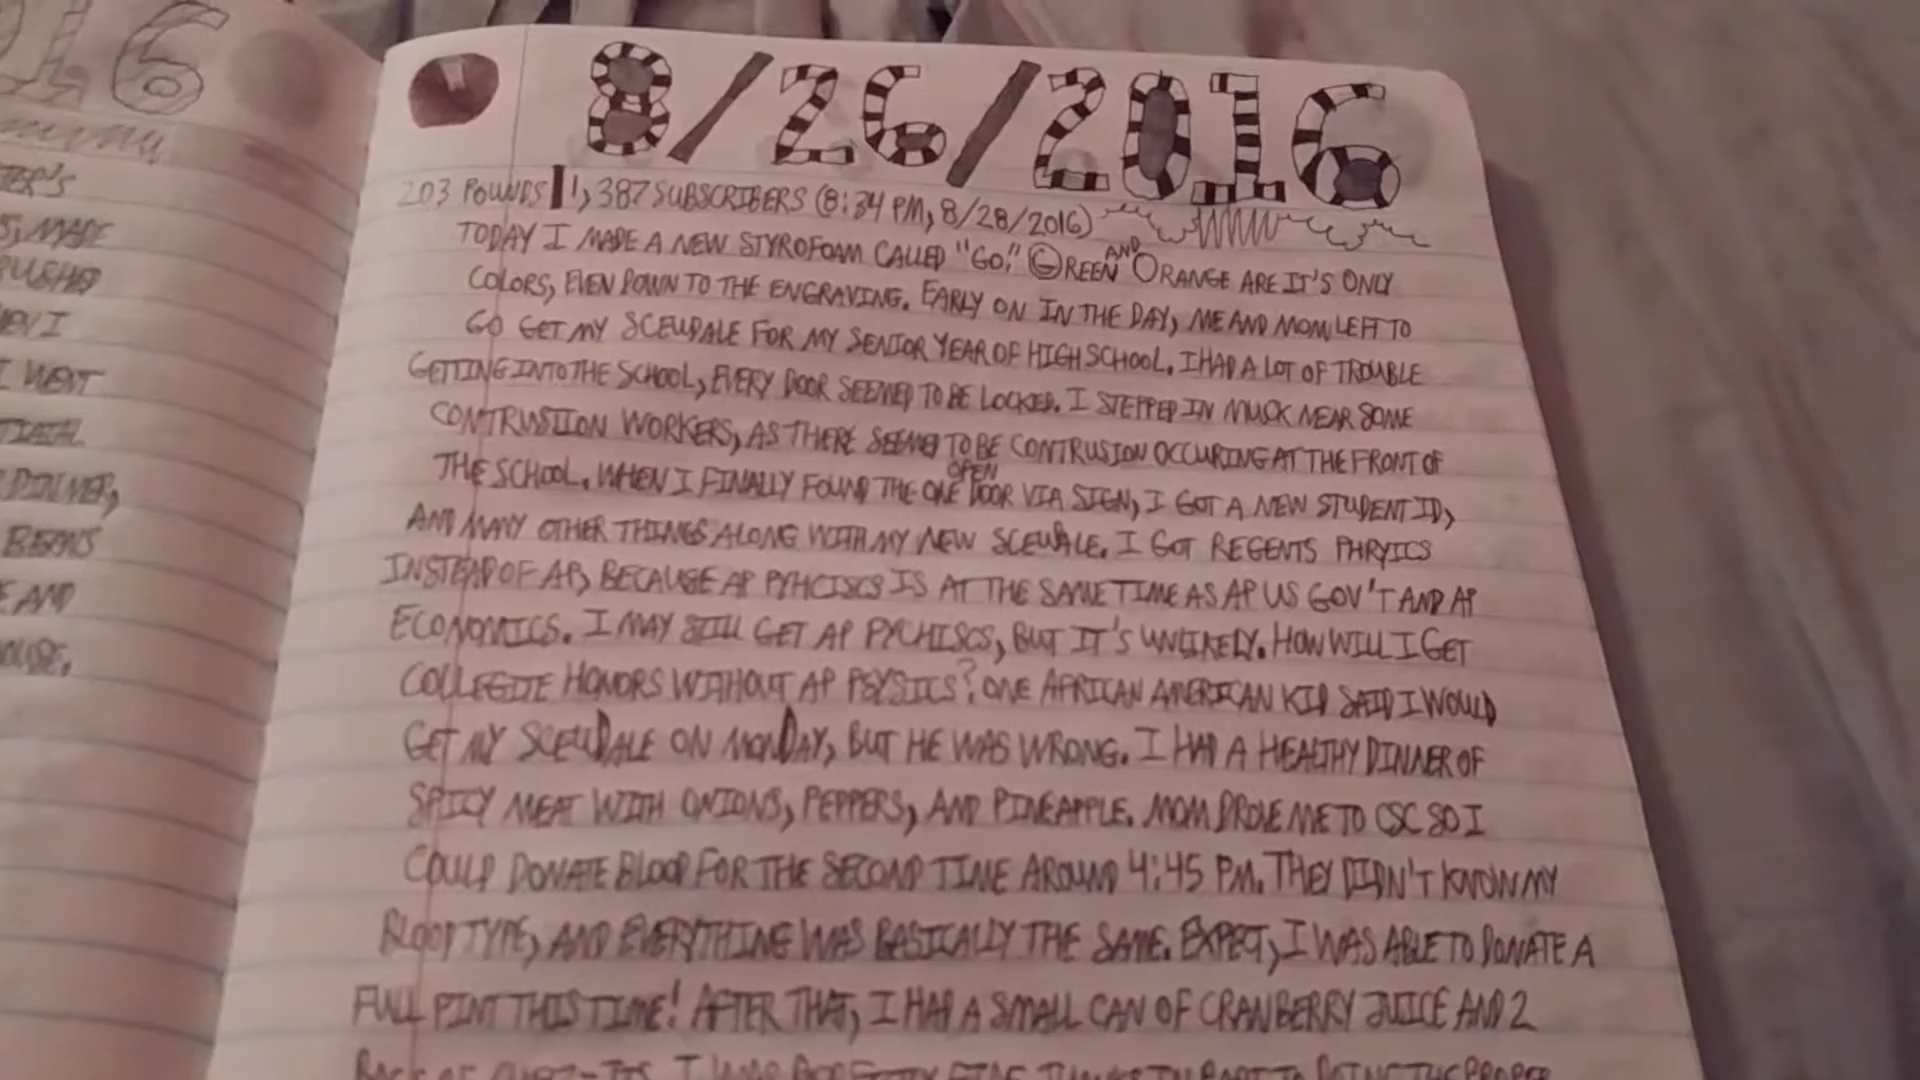 16
TER'S
S, MADE
PUSHED
I WENT
DINNER,
BEANS
AND
8/26/2016
203 POUNDS 1,387 SUBSCRIBERS (8:34 PM, 8/28/2016)
TODAY I MADE A NEW STYROFOAM CALLED "GO." GREEN AND ORANGE ARE IT'S ONLY
COLORS, EVEN DOWN TO THE ENGRAVING. EARLY ON IN THE DAY, ME AND MOM LEFT TO
GO GET MY SCEUDALE FOR MY SENIOR YEAR OF HIGH SCHOOL. I HAD A LOT OF TROUBLE
GETTING INTO THE SCHOOL, EVERY DOOR SEEMED TO BE LOCKED. I STEPPED IN MUCK NEAR SOME
CONTRUSTION WORKERS, AS THERE SEEMED TO BE CONTRUSION OCCURING AT THE FRONT OF
THE SCHOOL. WHEN I FINALLY FOUND THE ONE OPEN DOOR VIA SIGN, I GOT A NEW STUDENT ID,
AND MANY OTHER THINGS ALONG WITH MY NEW SCEUDALE. I GOT REGENTS PHRYICS
INSTEAD OF AP, BECAUSE AP PYHCISCS IS AT THE SAME TIME AS AP US GOV'T AND AP
ECONOMICS. I MAY STILL GET AP PYCHISCS, BUT IT'S UNLIKELY. HOW WILL I GET
COLLEGITE HONORS WITHOUT AP PSYSICS? ONE AFRICAN AMERICAN KID SAID I WOULD
GET MY SCEUDALE ON MONDAY, BUT HE WAS WRONG. I HAD A HEALTHY DINNER OF
SPICY MEAT WITH ONIONS, PEPPERS, AND PINEAPPLE. MOM DROVE ME TO CSC SO I
COULD DONATE BLOOD FOR THE SECOND TIME AROUND 4:45 PM. THEY DIDN'T KNOW MY
BLOOD TYPE, AND EVERYTHING WAS BASICALLY THE SAME. EXPECT, I WAS ABLE TO DONATE A
FULL PINT THIS TIME! AFTER THAT, I HAD A SMALL CAN OF CRANBERRY JUICE AND 2